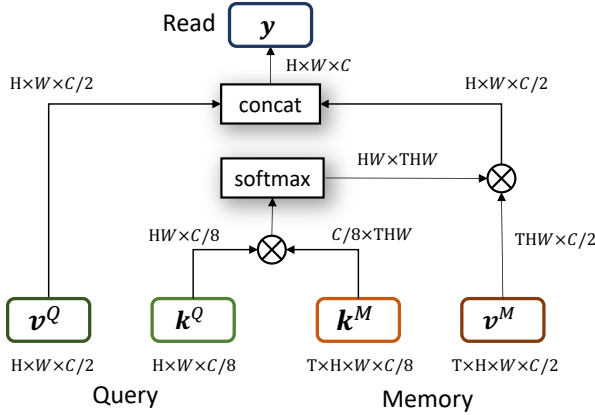 Read
y
H×W×C
H×W×C/2
H×W×C/2
concat
HW×THW
softmax
HW×C/8
C/8×THW
THW×C/2
v^Q
k^Q
k^M
v^M
H×W×C/2
H×W×C/8
T×H×W×C/8
T×H×W×C/2
Query
Memory